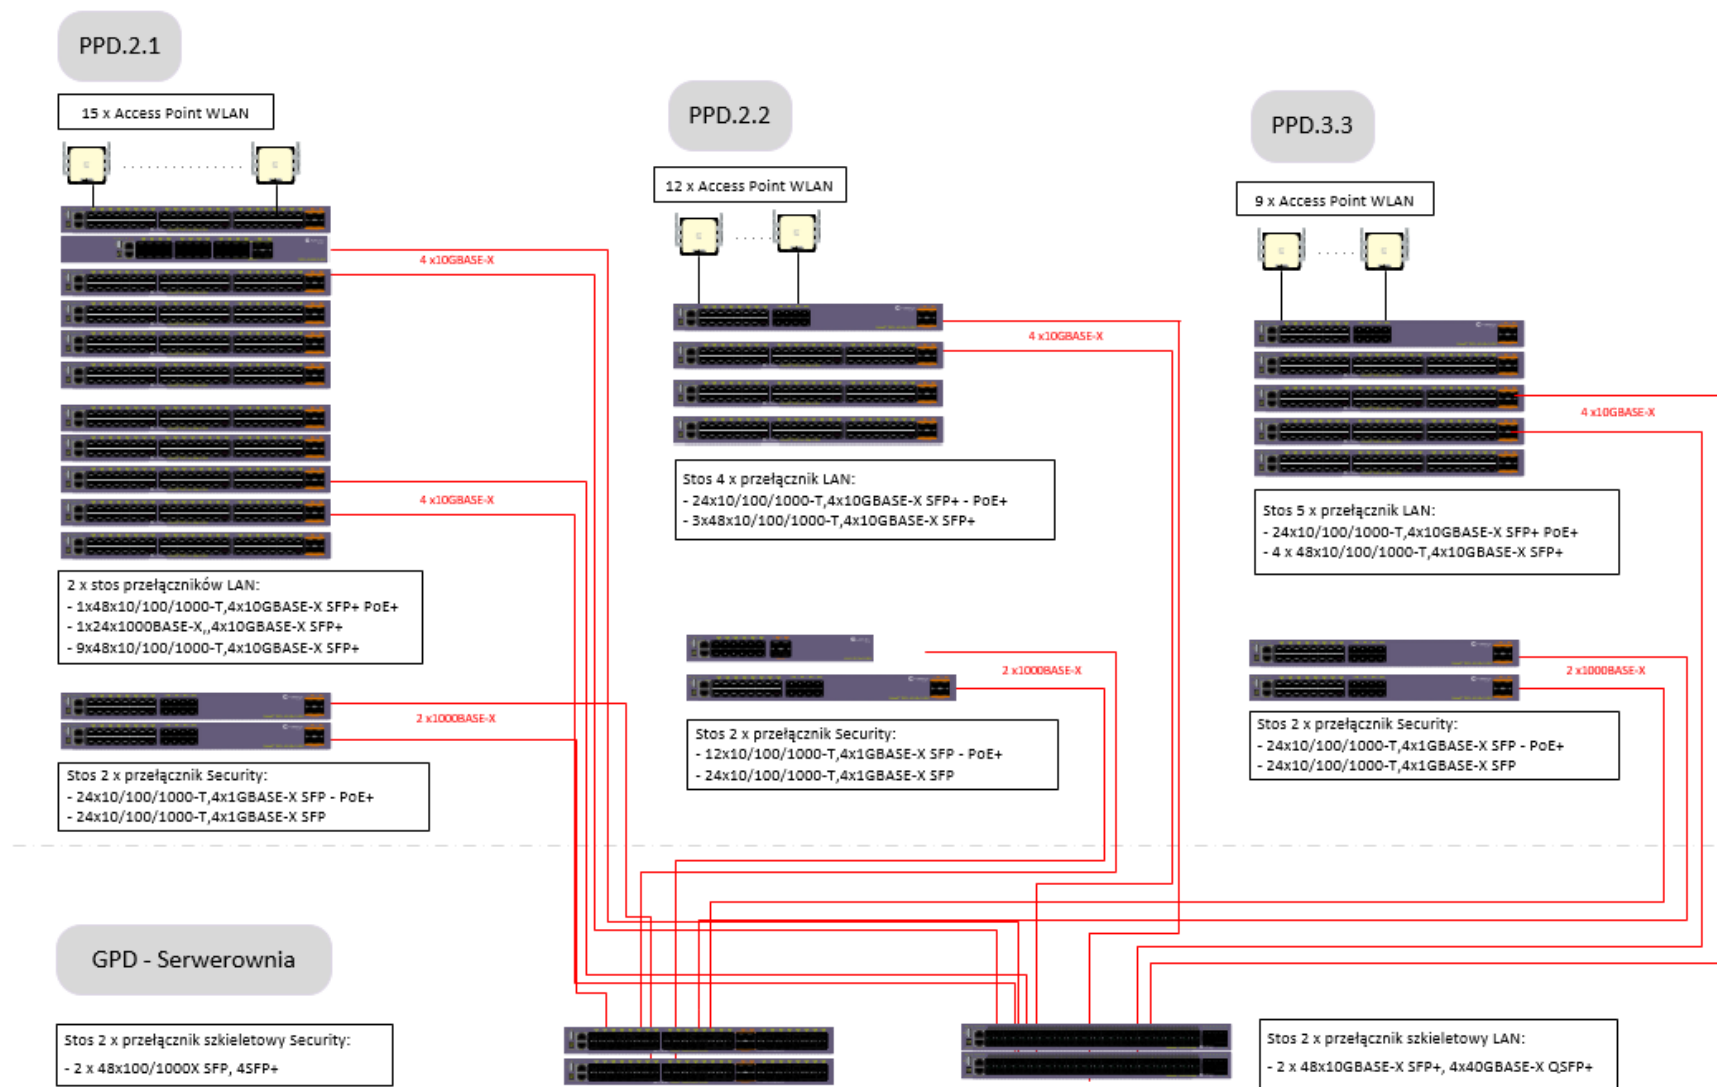 PPD.2.1
15 x Access Point WLAN
4 x10GBASE-X
4 x10GBASE-X
2 x stos przełączników LAN:
- 1x48x10/100/1000-T,4x10GBASE-X SFP+ PoE+
- 1x24x1000BASE-X,,4x10GBASE-X SFP+
- 9x48x10/100/1000-T,4x10GBASE-X SFP+
2 x1000BASE-X
Stos 2 x przełącznik Security:
- 24x10/100/1000-T,4x1GBASE-X SFP - PoE+
- 24x10/100/1000-T,4x1GBASE-X SFP
PPD.2.2
12 x Access Point WLAN
4 x10GBASE-X
Stos 4 x przełącznik LAN:
- 24x10/100/1000-T,4x10GBASE-X SFP+ - PoE+
- 3x48x10/100/1000-T,4x10GBASE-X SFP+
2 x1000BASE-X
Stos 2 x przełącznik Security:
- 12x10/100/1000-T,4x1GBASE-X SFP - PoE+
- 24x10/100/1000-T,4x1GBASE-X SFP
PPD.3.3
9 x Access Point WLAN
4 x10GBASE-X
Stos 5 x przełącznik LAN:
- 24x10/100/1000-T,4x10GBASE-X SFP+ PoE+
- 4 x 48x10/100/1000-T,4x10GBASE-X SFP+
2 x1000BASE-X
Stos 2 x przełącznik Security:
- 24x10/100/1000-T,4x1GBASE-X SFP - PoE+
- 24x10/100/1000-T,4x1GBASE-X SFP
GPD - Serwerownia
Stos 2 x przełącznik szkieletowy Security:
- 2 x 48x100/1000X SFP, 4SFP+
Stos 2 x przełącznik szkieletowy LAN:
- 2 x 48x10GBASE-X SFP+, 4x40GBASE-X QSFP+